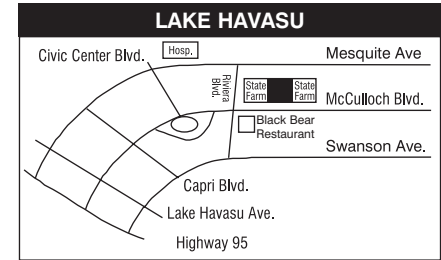 LAKE HAVASU
Civic Center Blvd.
Hosp.
Mesquite Ave
Riviera
Blvd.
State
Farm
State
Farm
McCulloch Blvd.
Black Bear
Restaurant
Swanson Ave.
Capri Blvd.
Lake Havasu Ave.
Highway 95